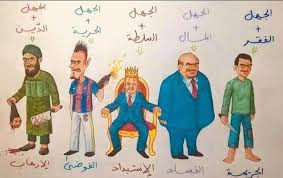 الجهل
+
الفقر
الجريمة
الجهل
+
المال
الفساد
الجهل
+
السلطة
الإستبداد
الجهل
+
الحرية
الفوضى
الجهل
+
الدين
الإرهاب